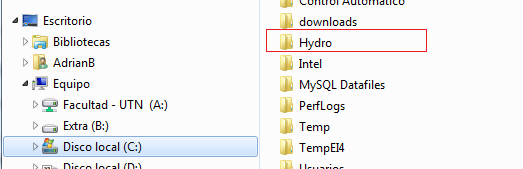 Escritorio
Bibliotecas
AdrianB
Equipo
Facultad - UTN (A:)
Extra (B:)
Disco local (C:)
Disco local (D:)
Control Automatico
downloads
Hydro
Intel
MySQL Datafiles
PerfLogs
Temp
TempEI4
Usuarios